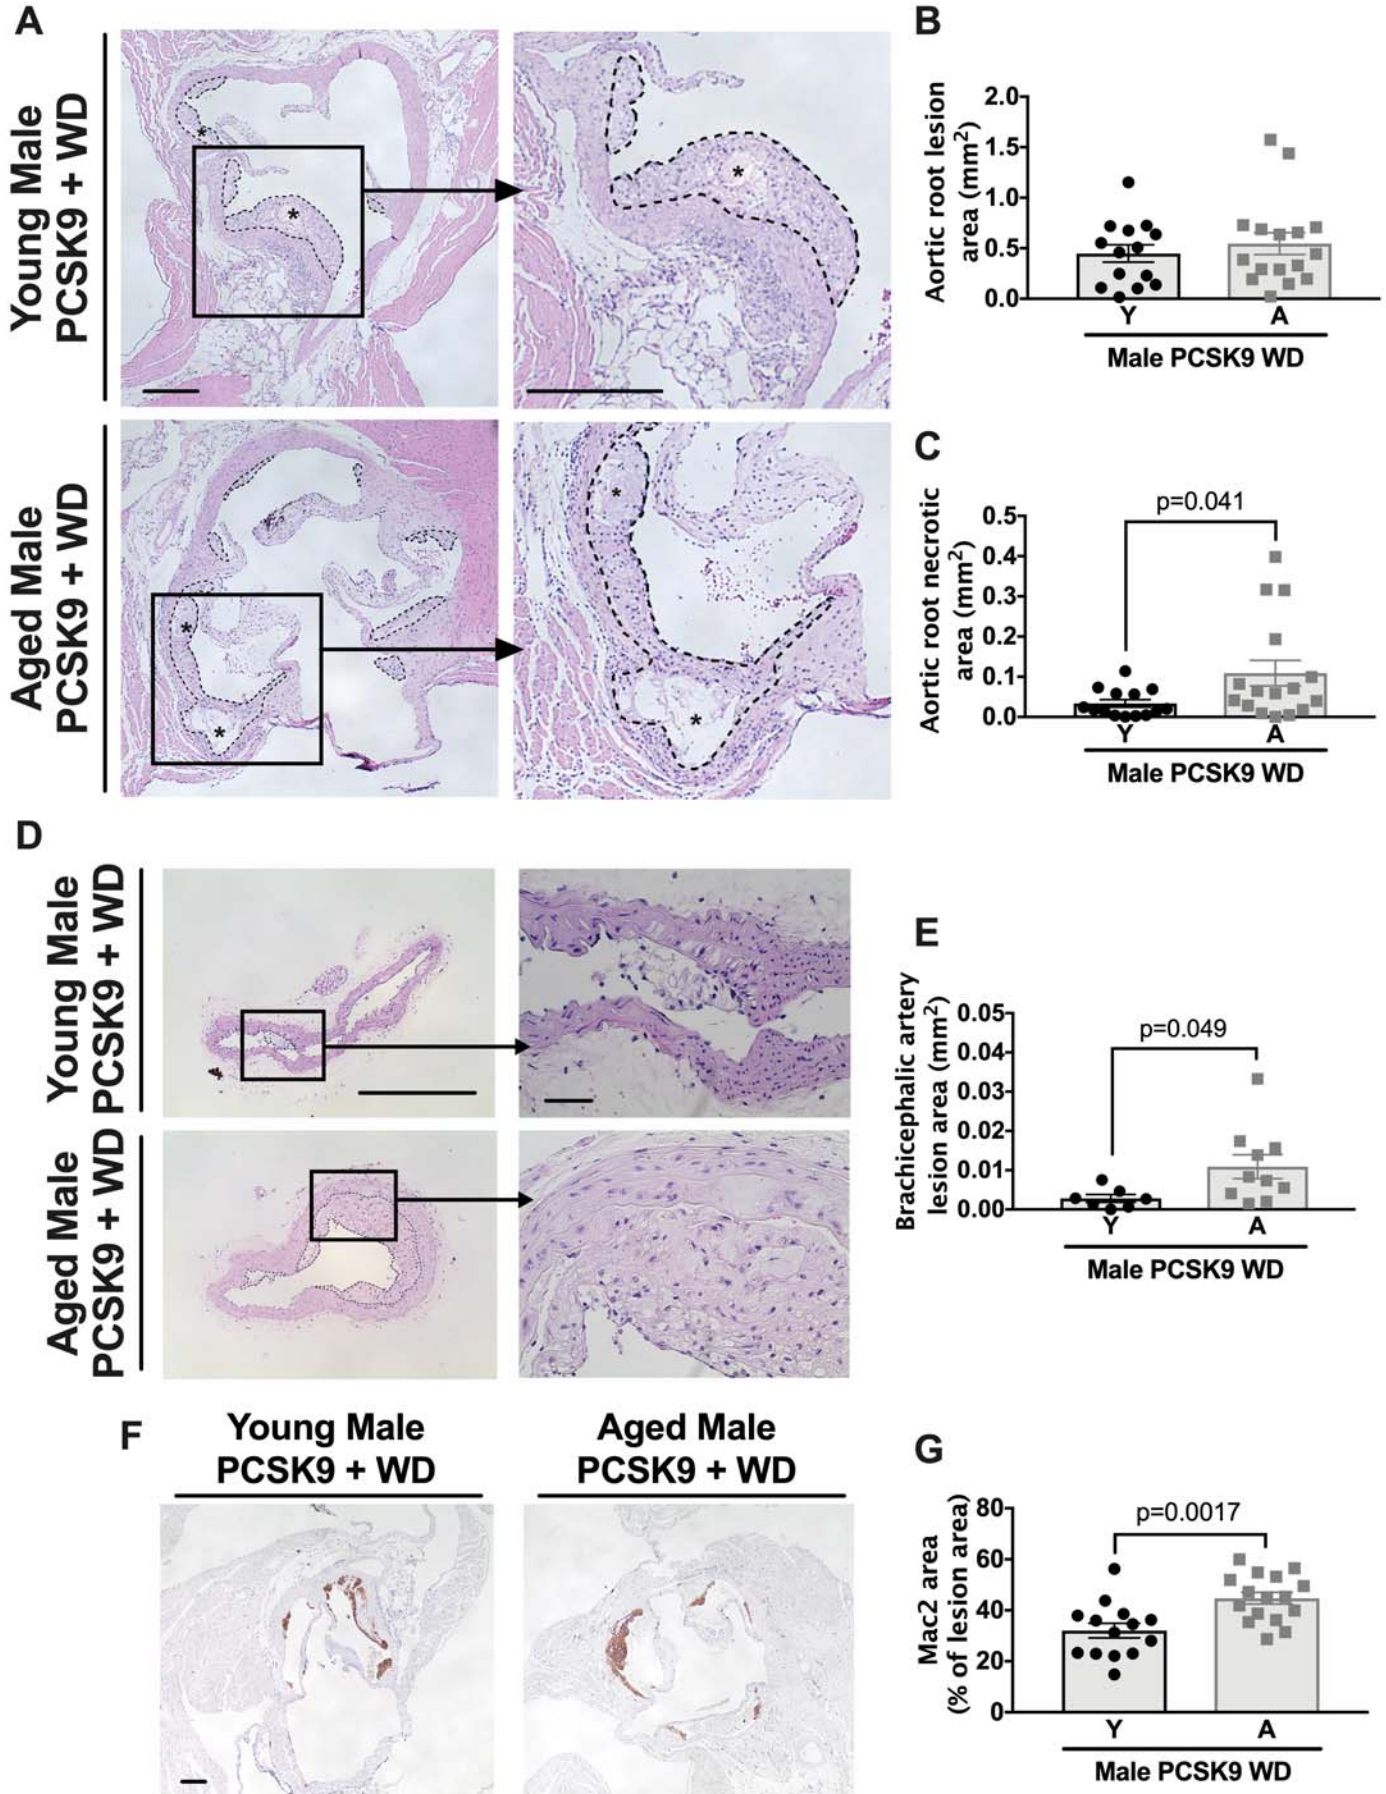 A
Young Male
PCSK9 + WD
*
*
*
Aged Male
PCSK9 + WD
*
*
*
*
B
Aortic root lesion
area (mm2)
2.0
1.5
1.0
0.5
0.0
Y
A
Male PCSK9 WD
C
Aortic root necrotic
area (mm2)
0.5
0.4
0.3
0.2
0.1
0.0
p=0.041
Y
A
Male PCSK9 WD
D
Young Male
PCSK9 + WD
Aged Male
PCSK9 + WD
E
Brachicephalic artery
lesion area (mm2)
0.05
0.04
0.03
0.02
0.01
0.00
p=0.049
Y
A
Male PCSK9 WD
F
Young Male
PCSK9 + WD
Aged Male
PCSK9 + WD
G
Mac2 area
(% of lesion area)
80
60
40
20
0
p=0.0017
Y
A
Male PCSK9 WD